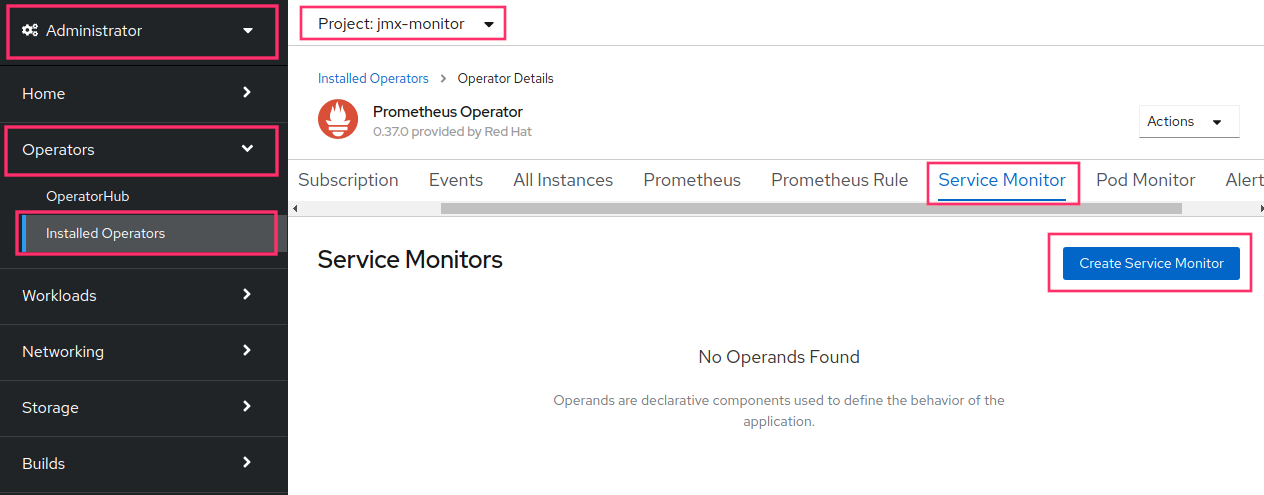 Administrator
Project: jmx-monitor
Home
Installed Operators
Operator Details
Prometheus Operator
0.37.0 provided by Red Hat
Actions
Operators
OperatorHub
Installed Operators
Subscription
Events
All Instances
Prometheus
Prometheus Rule
Service Monitor
Pod Monitor
Alert
Service Monitors
Create Service Monitor
Workloads
Networking
Storage
Builds
No Operands Found
Operands are declarative components used to define the behavior of the
application.